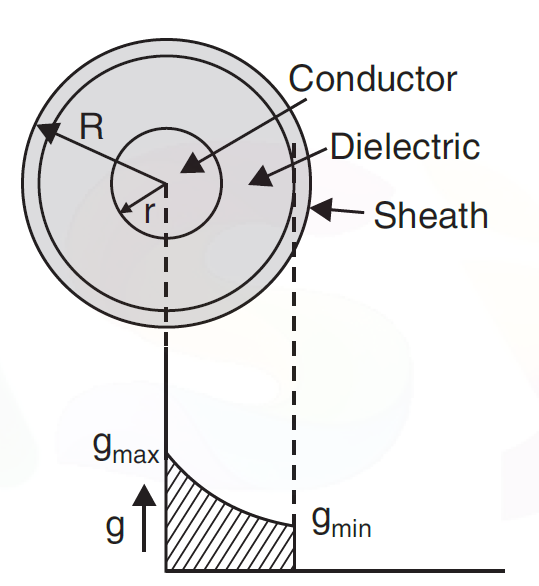 Conductor
R
Dielectric
r
Sheath
gmax
g
gmin